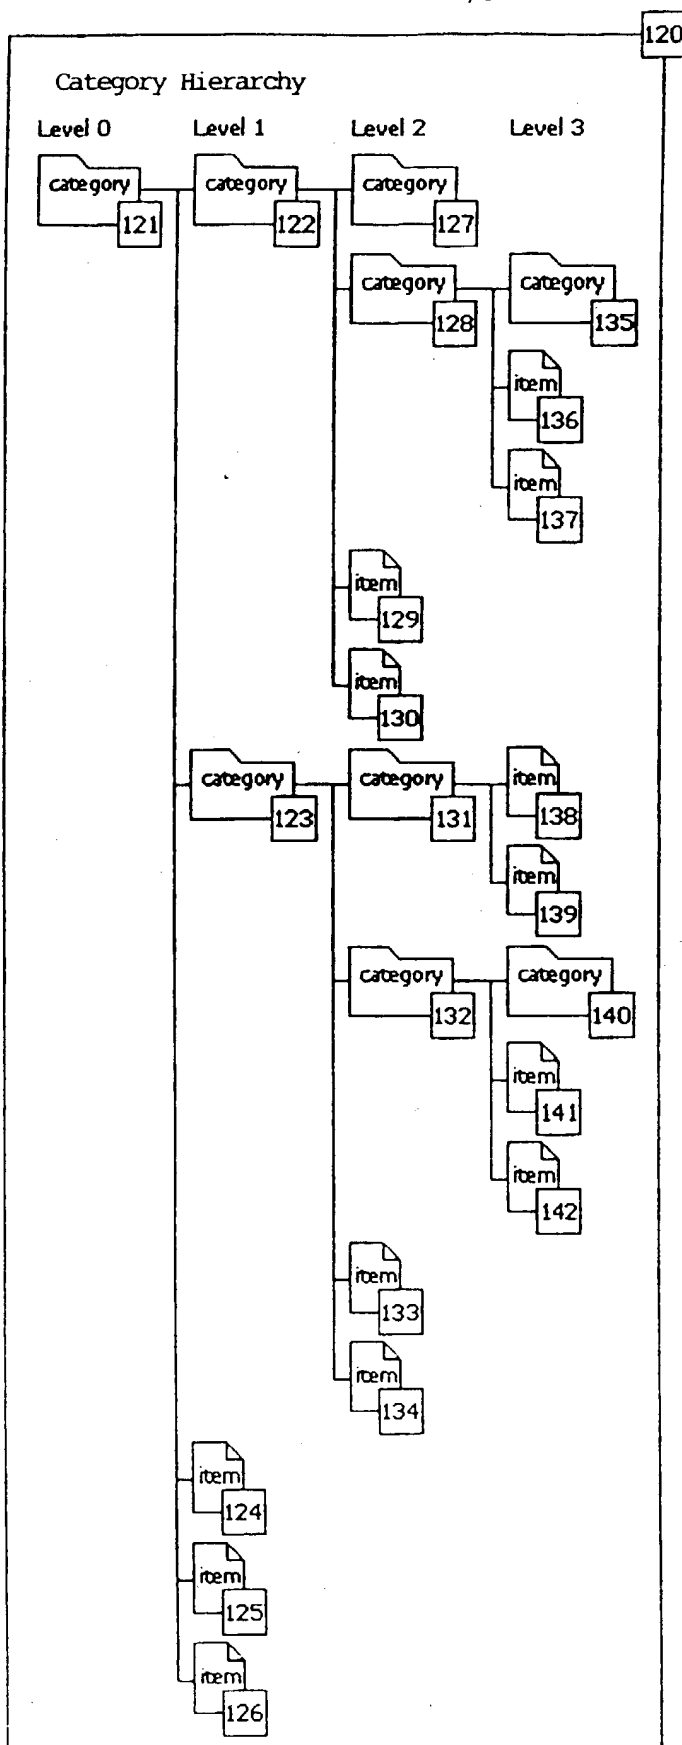 120
Category Hierarchy
Level 0 Level 1 Level 2 Level 3
category category category
121 122 127
category category
128 135
item
136
item
137
item
129
item
130
category category item
123 131 138
item
139
category category
132 140
item
141
item
142
item
133
item
134
item
124
item
125
item
126